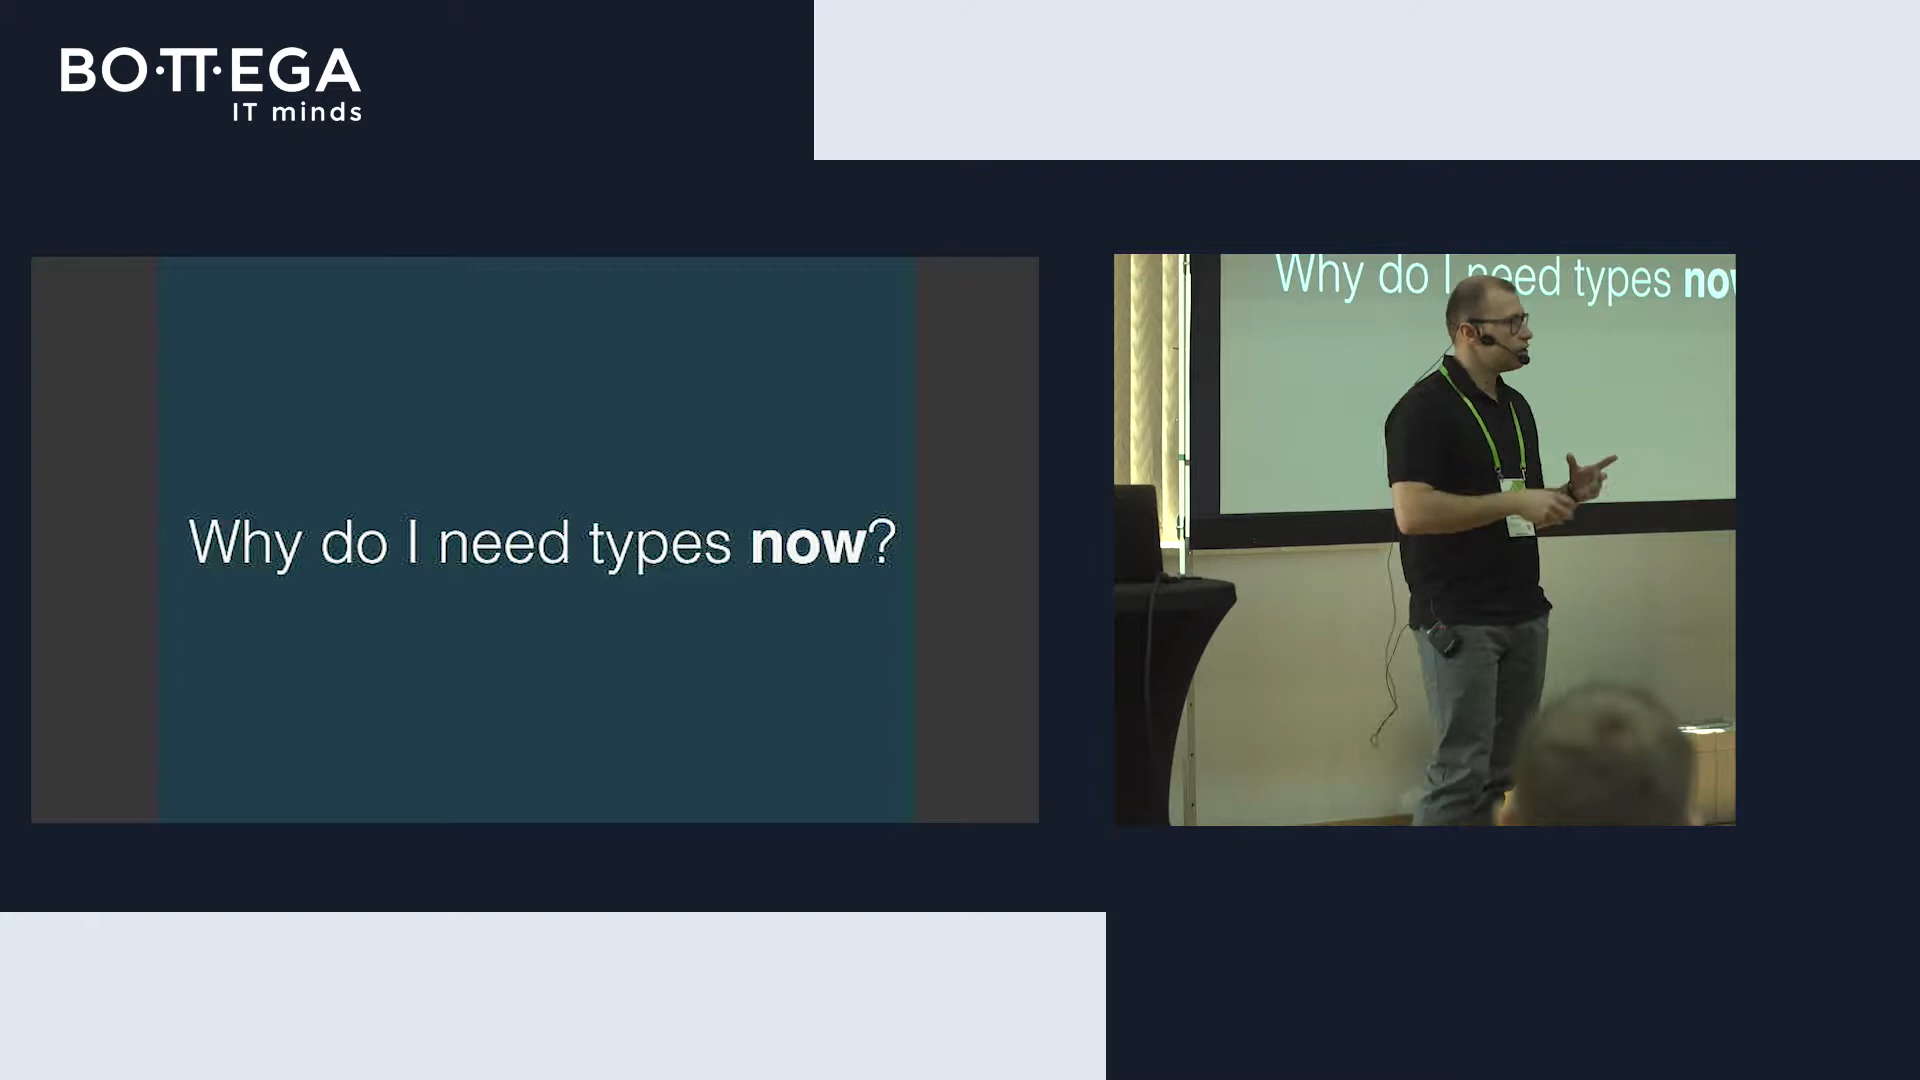 BO·TT·EGA
IT minds
Why do I need types now?
Why do I need types now